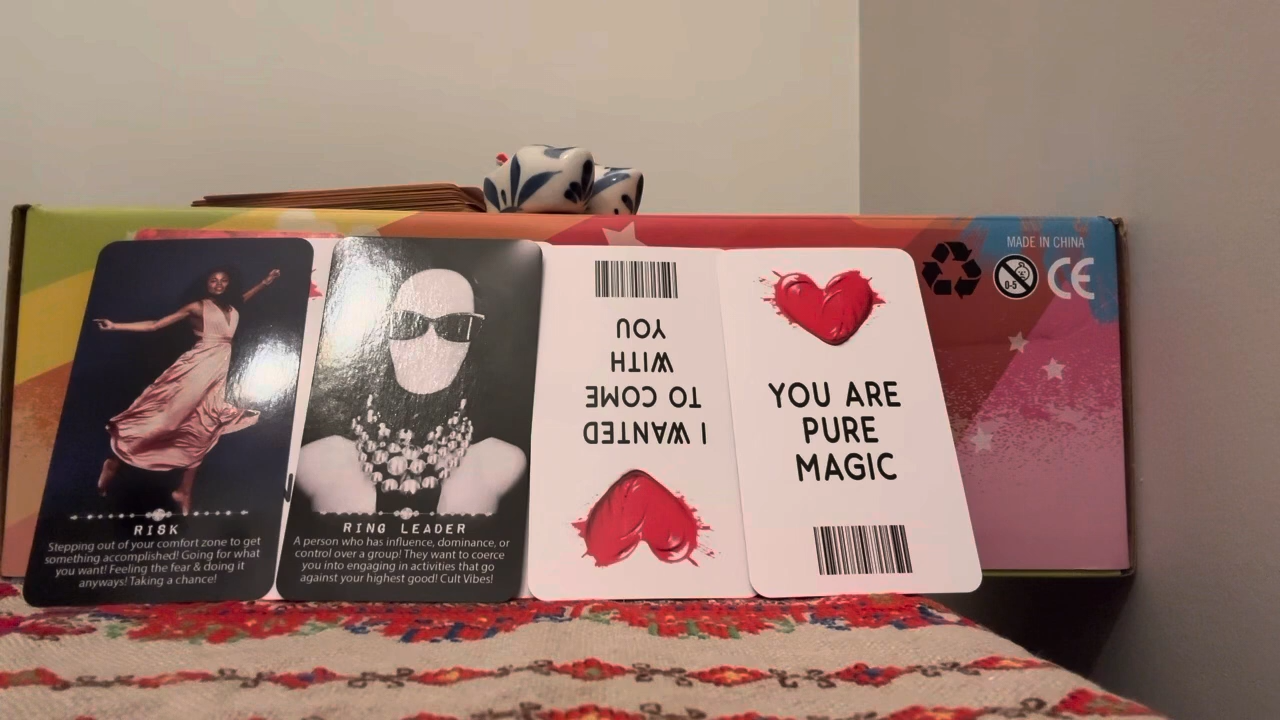 MADE IN CHINA
0-5
CE
RISK
Stepping out of your comfort zone to get
something accomplished! Going for what
you want! Feeling the fear & doing it
anyways! Taking a chance!
RING LEADER
A person who has influence, dominance, or
control over a group! They want to coerce
you into engaging in activities that go
against your highest good! Cult Vibes!
I WANTED
TO COME
WITH
YOU
YOU ARE
PURE
MAGIC